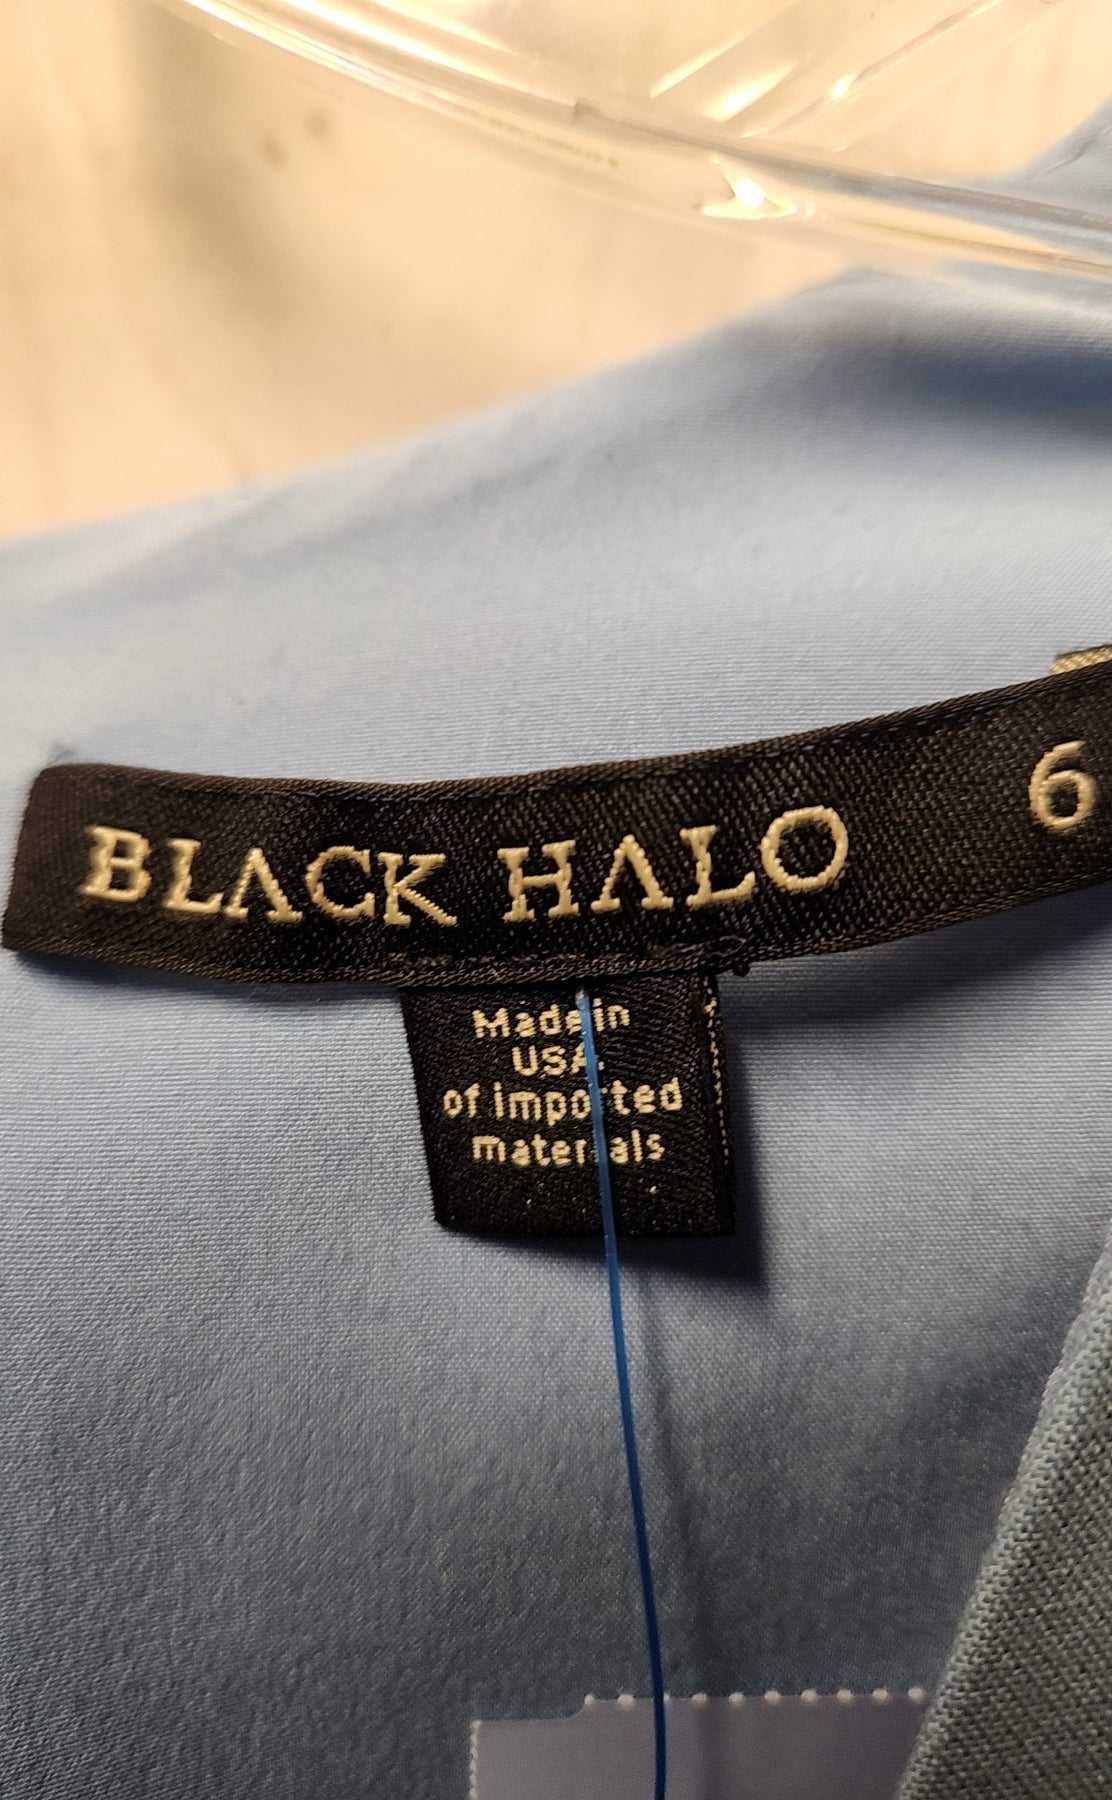 BLACK HALO 6
Made in
USA
of imported
materials